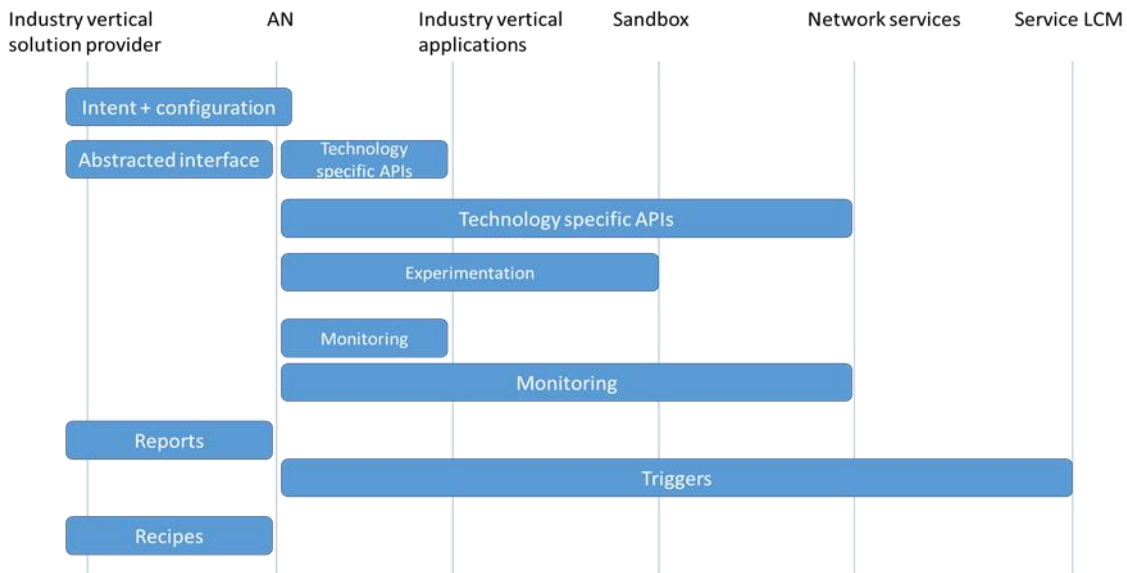 Industry vertical
solution provider
AN
Industry vertical
applications
Sandbox
Network services
Service LCM
Intent + configuration
Abstracted interface
Technology
specific APIs
Technology specific APIs
Experimentation
Monitoring
Monitoring
Reports
Triggers
Recipes